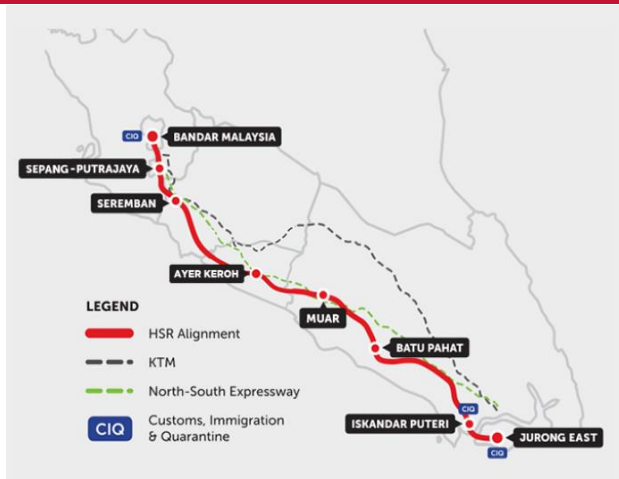 CIQ
BANDAR MALAYSIA
SEPANG-PUTRAJAYA
SEREMBAN
AYER KEROH
MUAR
BATU PAHAT
CIQ
ISKANDAR PUTERI
JURONG EAST
CIQ
LEGEND
HSR Alignment
KTM
North-South Expressway
CIQ
Customs, Immigration
& Quarantine